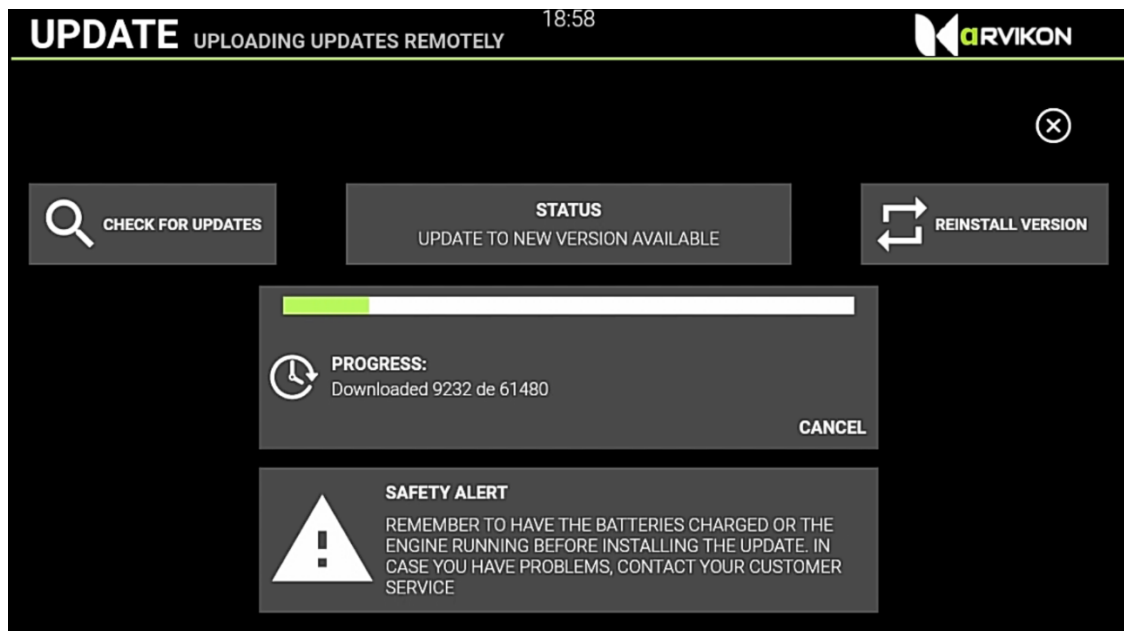 UPDATE UPLOADING UPDATES REMOTELY
18:58
aRVIKON
CHECK FOR UPDATES
STATUS
UPDATE TO NEW VERSION AVAILABLE
REINSTALL VERSION
PROGRESS:
Downloaded 9232 de 61480
CANCEL
SAFETY ALERT
REMEMBER TO HAVE THE BATTERIES CHARGED OR THE
ENGINE RUNNING BEFORE INSTALLING THE UPDATE. IN
CASE YOU HAVE PROBLEMS, CONTACT YOUR CUSTOMER
SERVICE